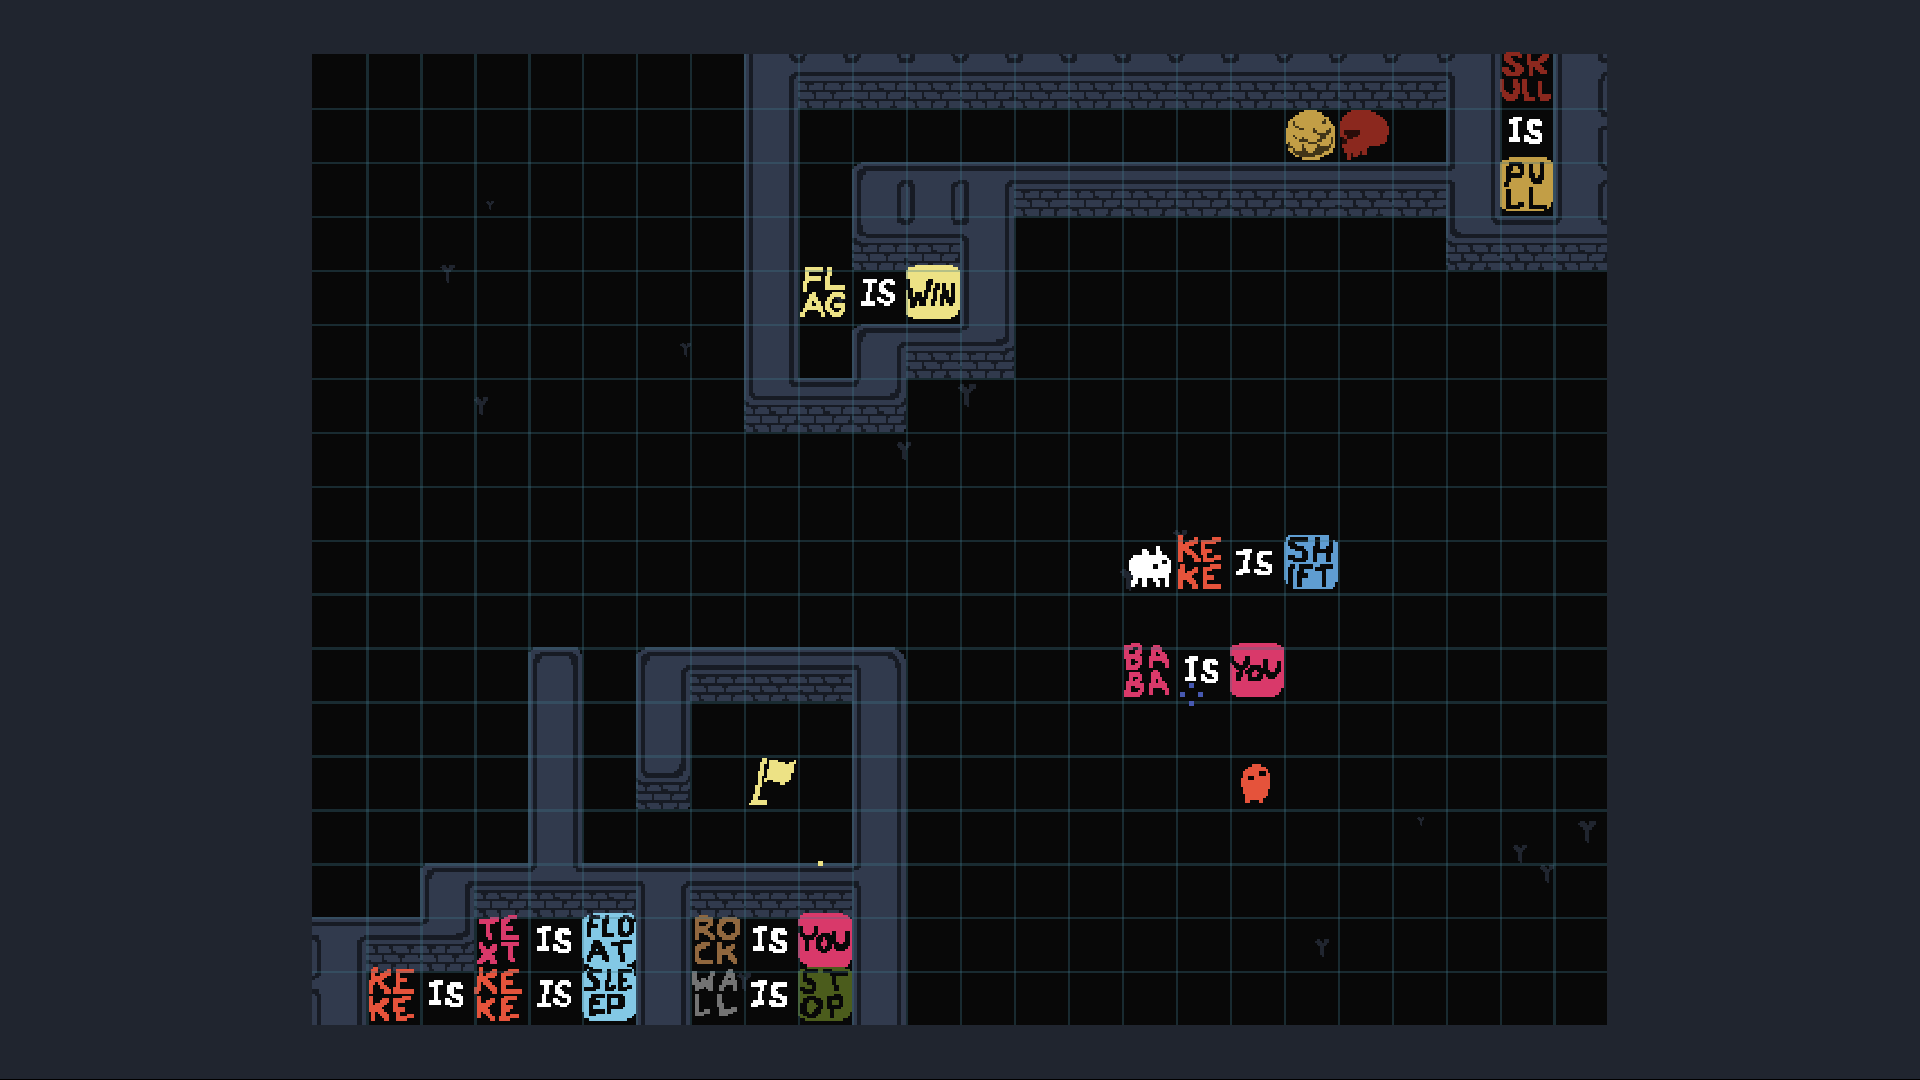 SKULL
IS
PULL
FLAG IS WIN
KEKE IS SHIFT
BABA IS YOU
TEXT IS FLOAT ROCK IS YOU
KEKE IS KEKE IS SLEEP WALL IS STOP